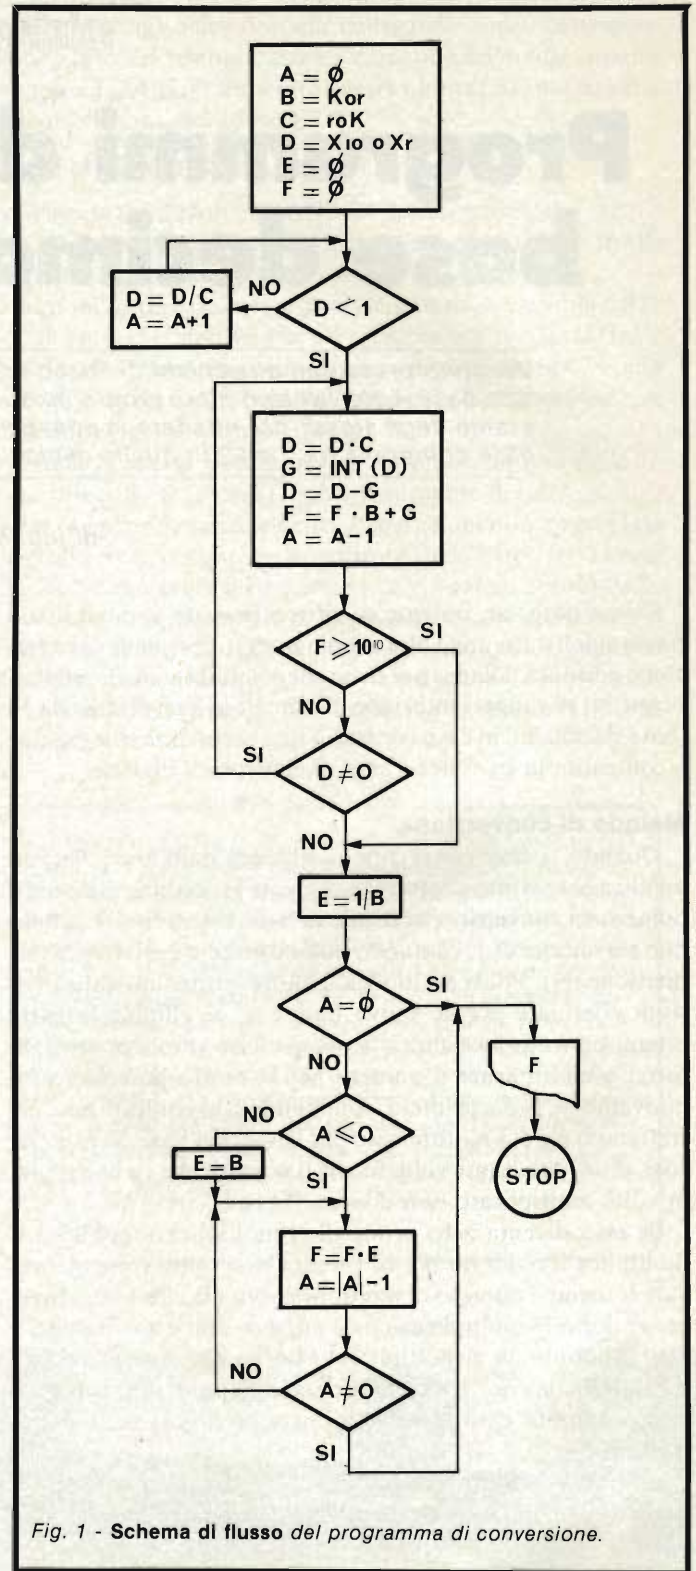 A = Ø
B = Kor
C = roK
D = X10 o Xr
E = Ø
F = Ø
D < 1
NO
D = D/C
A = A+1
SI
D = D·C
G = INT (D)
D = D-G
F = F · B+G
A = A-1
F ⩾ 10¹⁰
SI
NO
D ≠ O
SI
NO
E = 1/B
A = Ø
SI
F
STOP
NO
A ⩽ O
NO
E = B
SI
F = F·E
A = |A| -1
A ≠ O
NO
SI
Fig. 1 - Schema di flusso del programma di conversione.